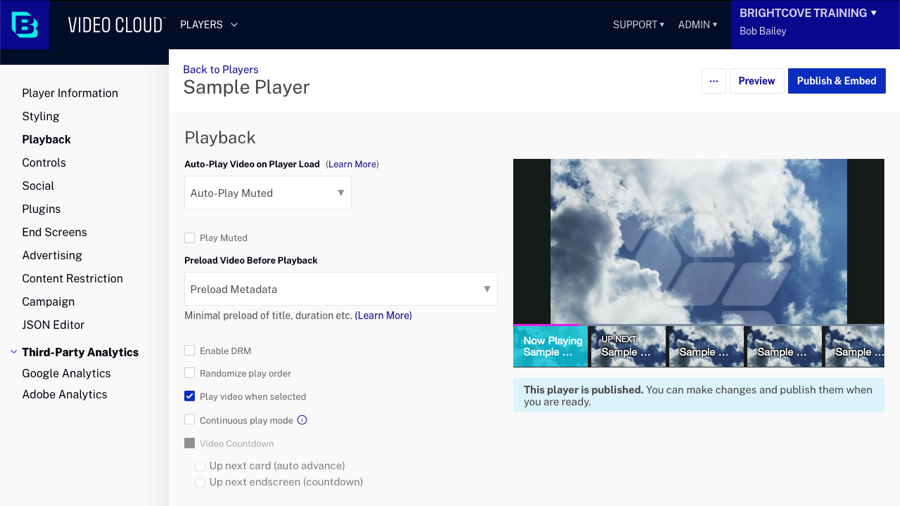 VIDEO CLOUD
PLAYERS
SUPPORT
ADMIN
BRIGHTCOVE TRAINING
Bob Bailey
Player Information
Styling
Playback
Controls
Social
Plugins
End Screens
Advertising
Content Restriction
Campaign
JSON Editor
Third-Party Analytics
Google Analytics
Adobe Analytics
Back to Players
Sample Player
...
Preview
Publish & Embed
Playback
Auto-Play Video on Player Load (Learn More)
Auto-Play Muted
Play Muted
Preload Video Before Playback
Preload Metadata
Minimal preload of title, duration etc. (Learn More)
Enable DRM
Randomize play order
Play video when selected
Continuous play mode
Video Countdown
Up next card (auto advance)
Up next endscreen (countdown)
Now Playing
Sample ...
UP NEXT
Sample ...
Sample ...
Sample ...
Sample ...
This player is published. You can make changes and publish them when
you are ready.